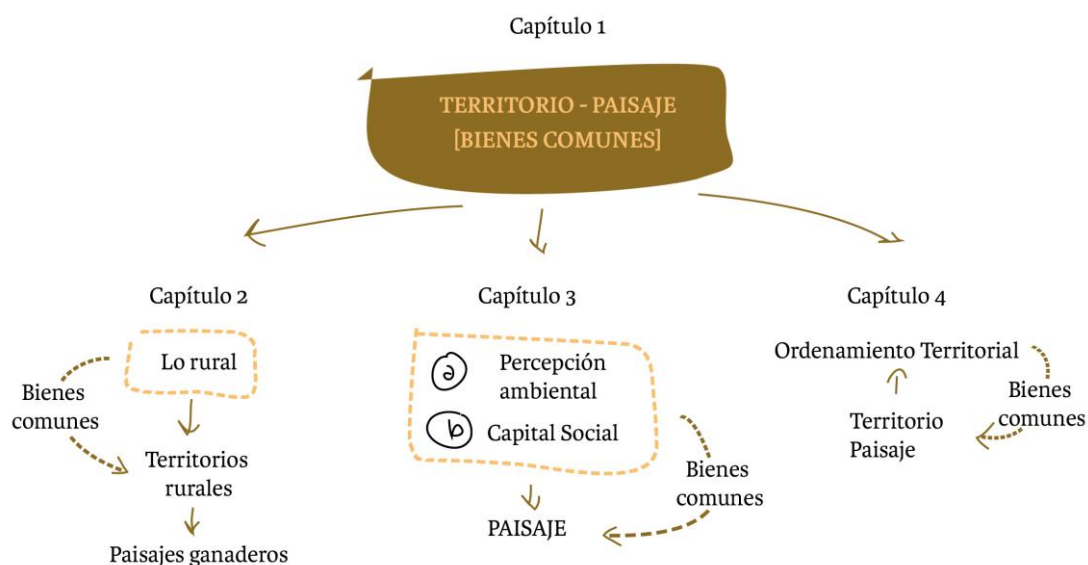 Capítulo 1
TERRITORIO - PAISAJE
[BIENES COMUNES]
Capítulo 2
Lo rural
Bienes
comunes
Territorios
rurales
Paisajes ganaderos
Capítulo 3
a Percepción
ambiental
b Capital Social
Bienes
comunes
PAISAJE
Capítulo 4
Ordenamiento Territorial
Bienes
comunes
Territorio
Paisaje